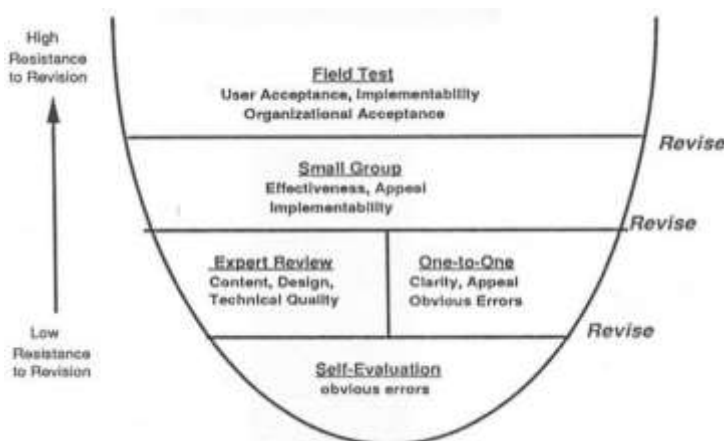 High
Resistance
to Revision
Field Test
User Acceptance, Implementability
Organizational Acceptance
Revise
Small Group
Effectiveness, Appeal
Implementability
Revise
Expert Review
Content, Design,
Technical Quality
One-to-One
Clarity, Appeal
Obvious Errors
Revise
Low
Resistance
to Revision
Self-Evaluation
obvious errors